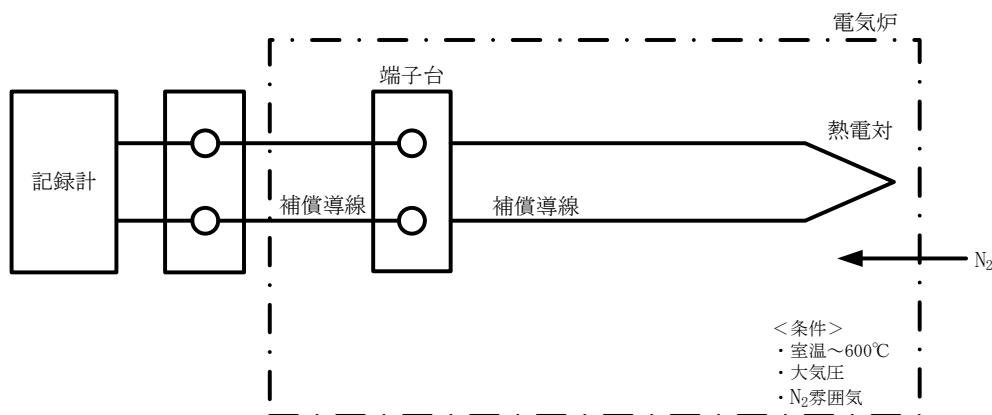 電気炉
端子台
熱電対
記録計
補償導線
補償導線
N₂
＜条件＞
・室温～600℃
・大気圧
・N₂雰囲気